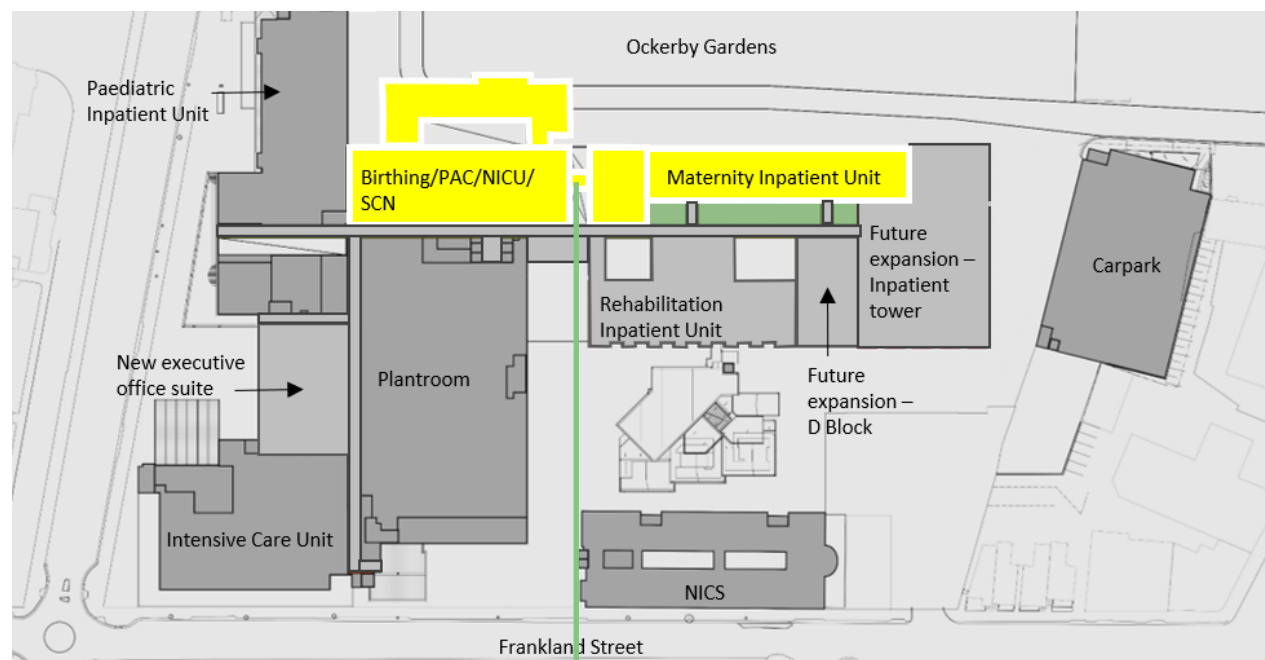 Ockerby Gardens
Paediatric
Inpatient Unit
Birthing/PAC/NICU/
SCN
Maternity Inpatient Unit
Future
expansion –
Inpatient
tower
Carpark
Rehabilitation
Inpatient Unit
New executive
office suite
Plantroom
Future
expansion –
D Block
Intensive Care Unit
NICS
Frankland Street